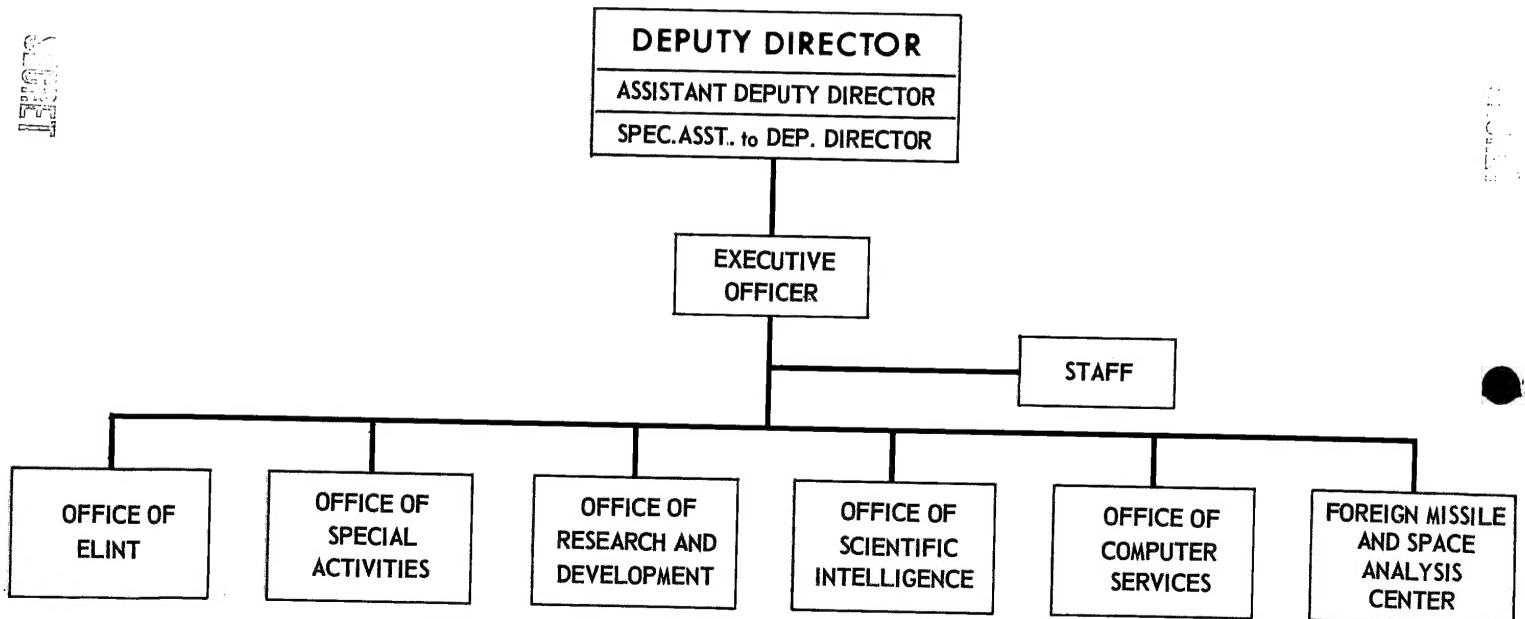 SECRET
DEPUTY DIRECTOR
ASSISTANT DEPUTY DIRECTOR
SPEC.ASST.. to DEP. DIRECTOR
EXECUTIVE
OFFICER
STAFF
OFFICE OF
ELINT
OFFICE OF
SPECIAL
ACTIVITIES
OFFICE OF
RESEARCH AND
DEVELOPMENT
OFFICE OF
SCIENTIFIC
INTELLIGENCE
OFFICE OF
COMPUTER
SERVICES
FOREIGN MISSILE
AND SPACE
ANALYSIS
CENTER